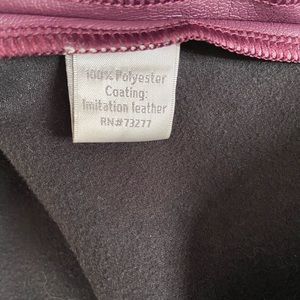 100% Polyester
Coating:
Imitation leather
RN#73277